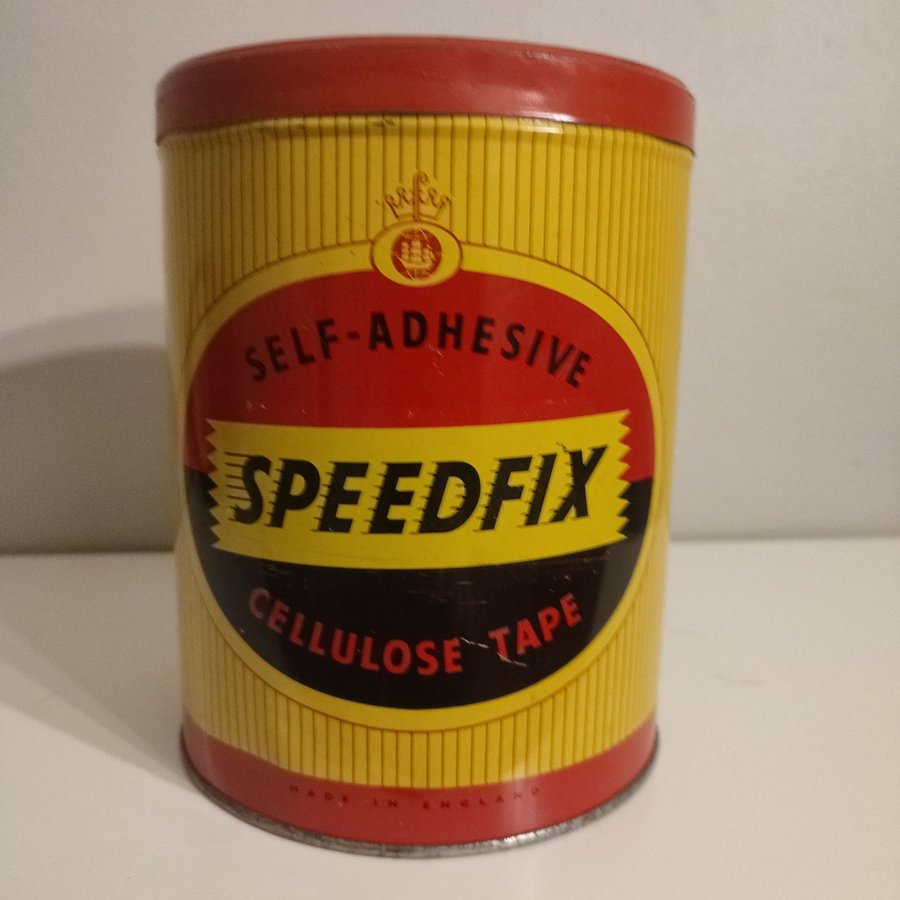 SELF-ADHESIVE
SPEEDFIX
CELLULOSE TAPE
MADE IN ENGLAND